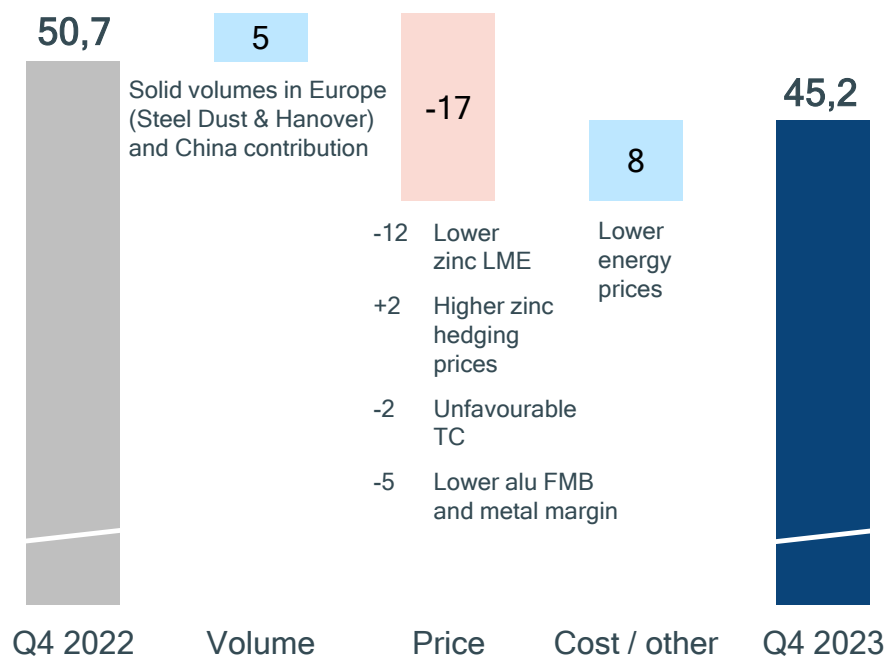 50,7
5
Solid volumes in Europe
(Steel Dust & Hanover)
and China contribution
-17
-12 Lower
zinc LME
+2 Higher zinc
hedging
prices
-2 Unfavourable
TC
-5 Lower alu FMB
and metal margin
8
Lower
energy
prices
45,2
Q4 2022 Volume Price Cost / other Q4 2023